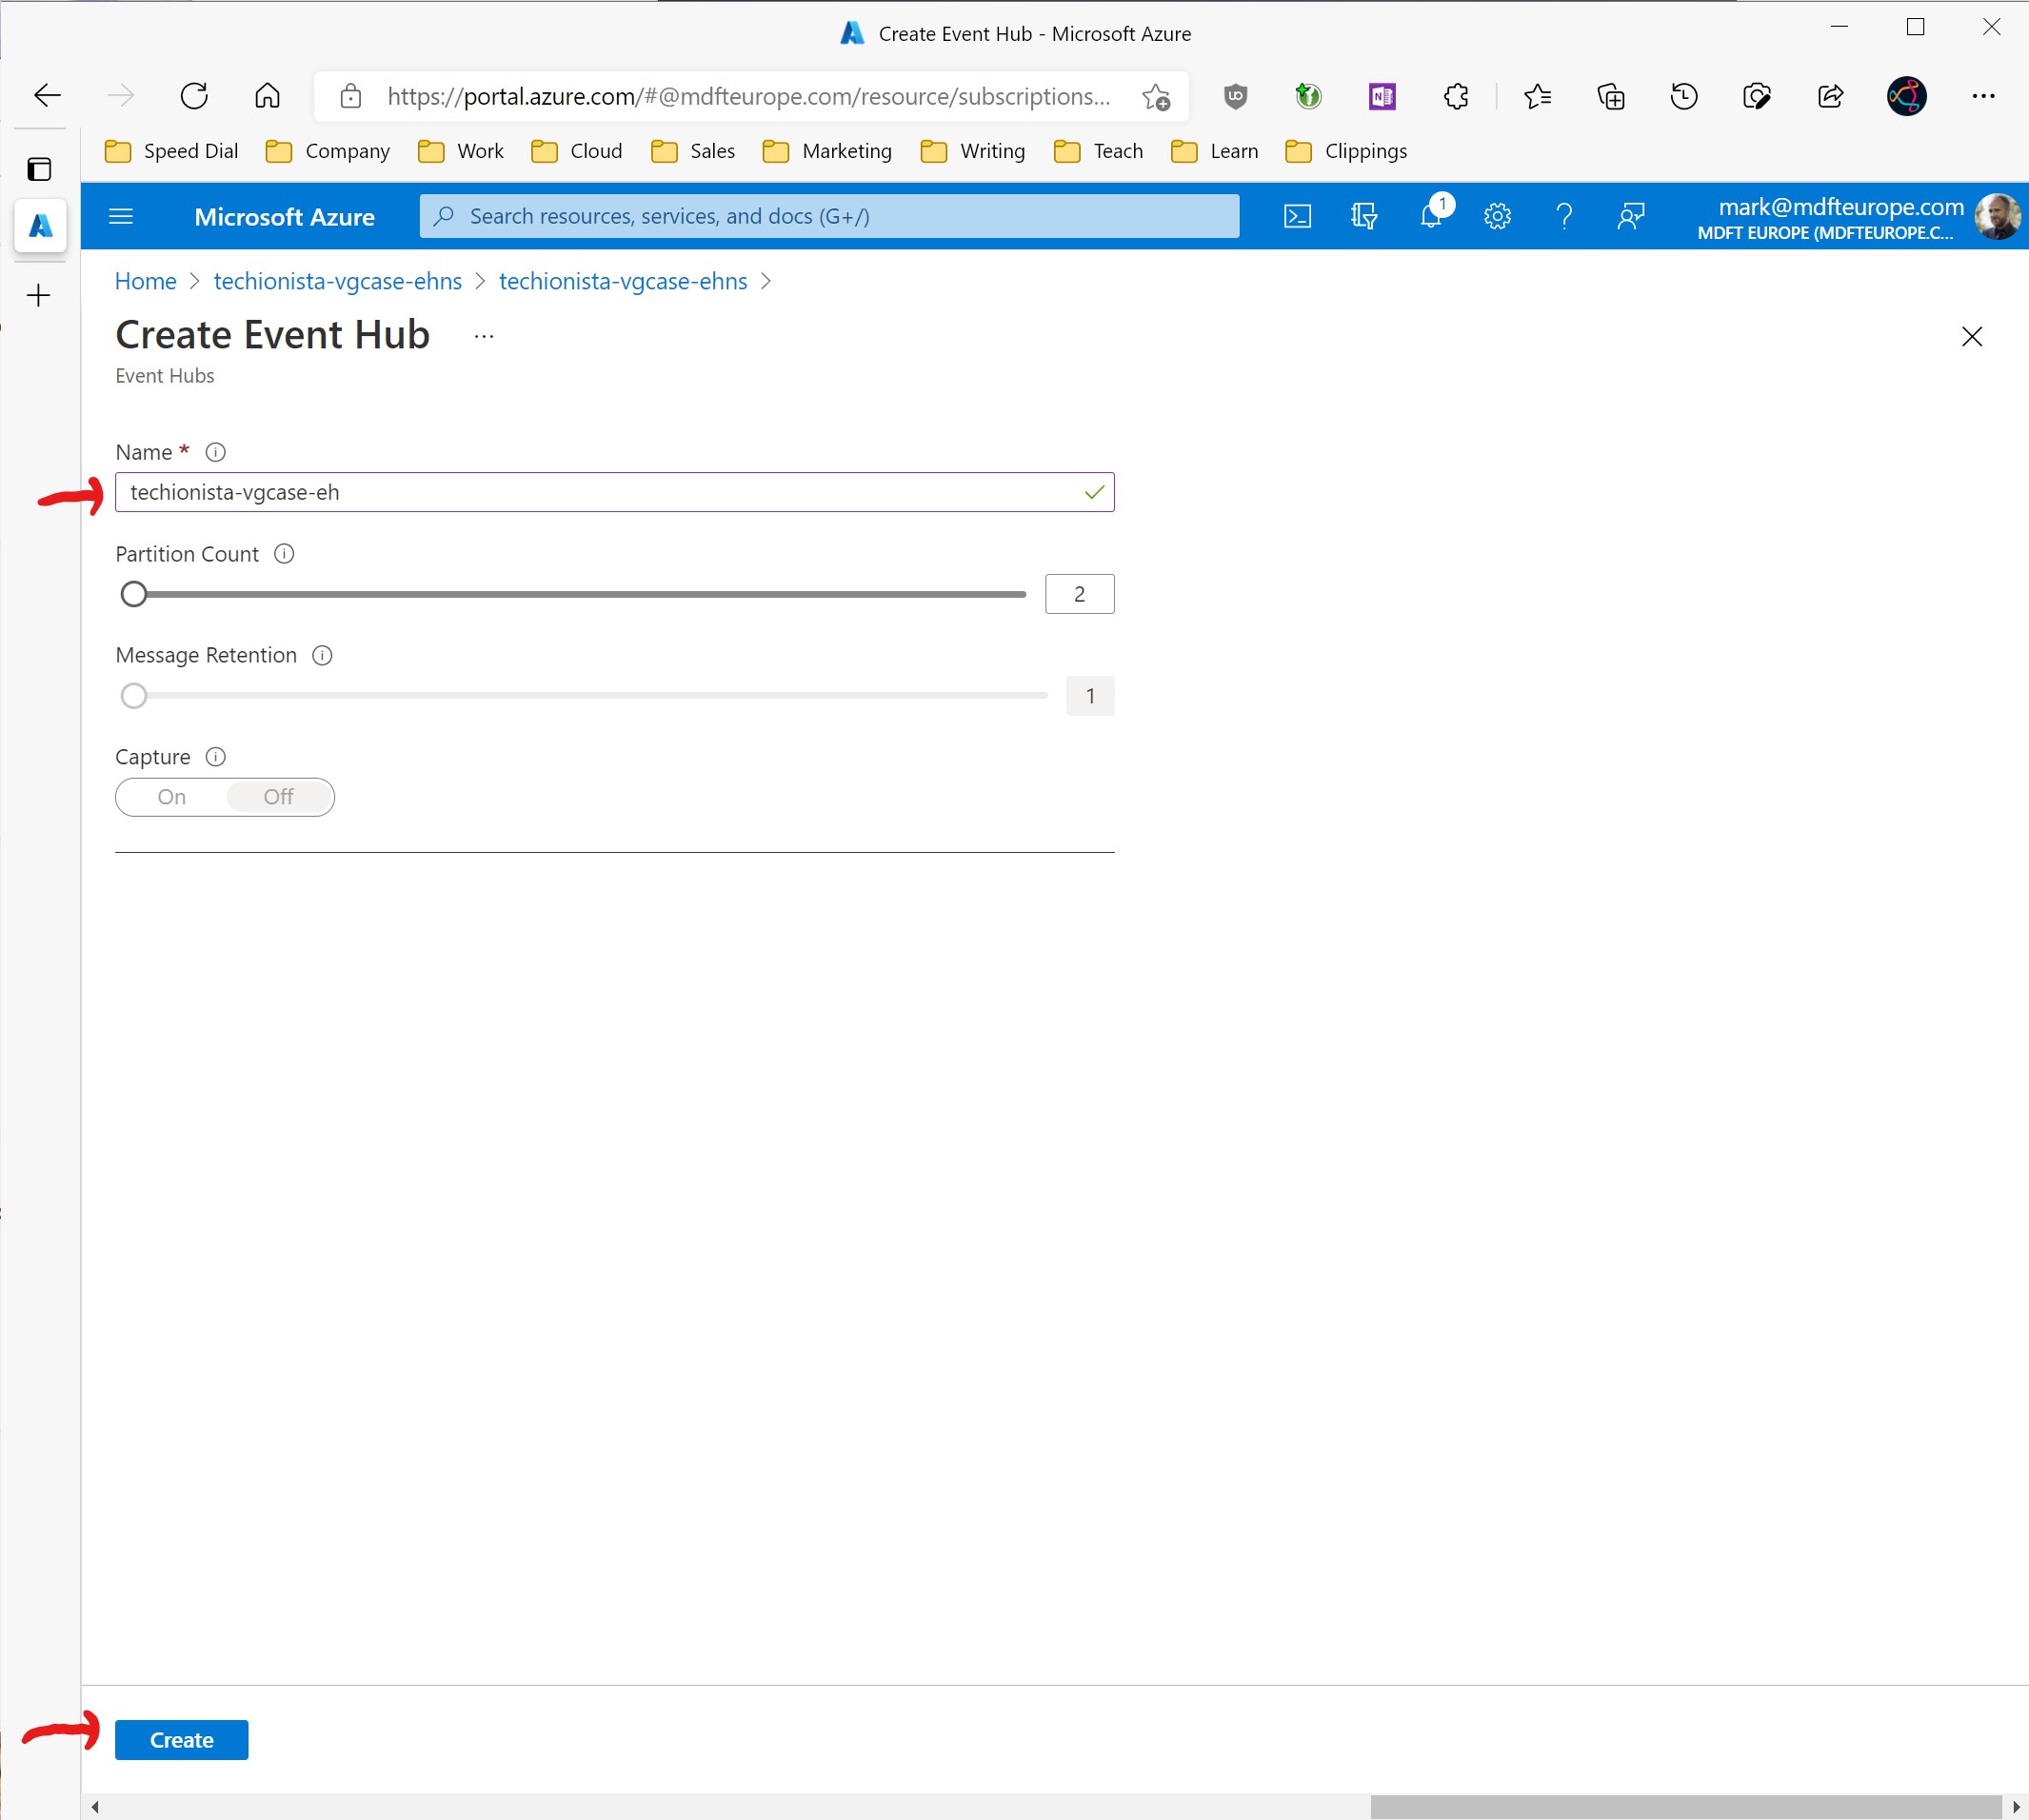 Create Event Hub - Microsoft Azure
https://portal.azure.com/#@mdfteurope.com/resource/subscriptions...
Speed Dial Company Work Cloud Sales Marketing Writing Teach Learn Clippings
Microsoft Azure Search resources, services, and docs (G+/) 1 mark@mdfteurope.com
MDFT EUROPE (MDFTEUROPE.C...
Home > techionista-vgcase-ehns > techionista-vgcase-ehns >
Create Event Hub ...
Event Hubs
Name *
techionista-vgcase-eh
Partition Count
2
Message Retention
1
Capture
On Off
Create